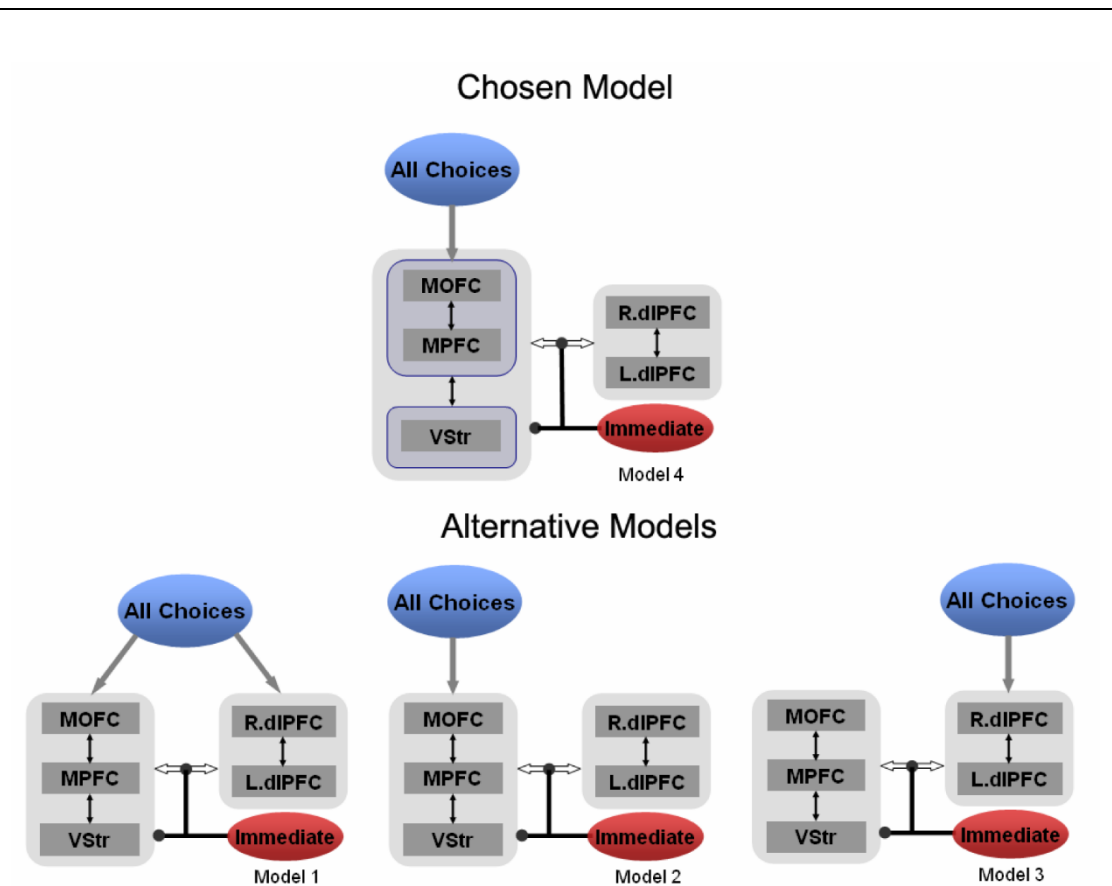 Chosen Model
All Choices
MOFC
MPFC
VStr
R.dlPFC
L.dlPFC
Immediate
Model 4
Alternative Models
All Choices
MOFC
MPFC
VStr
R.dlPFC
L.dlPFC
Immediate
Model 1
All Choices
MOFC
MPFC
VStr
R.dlPFC
L.dlPFC
Immediate
Model 2
All Choices
MOFC
MPFC
VStr
R.dlPFC
L.dlPFC
Immediate
Model 3